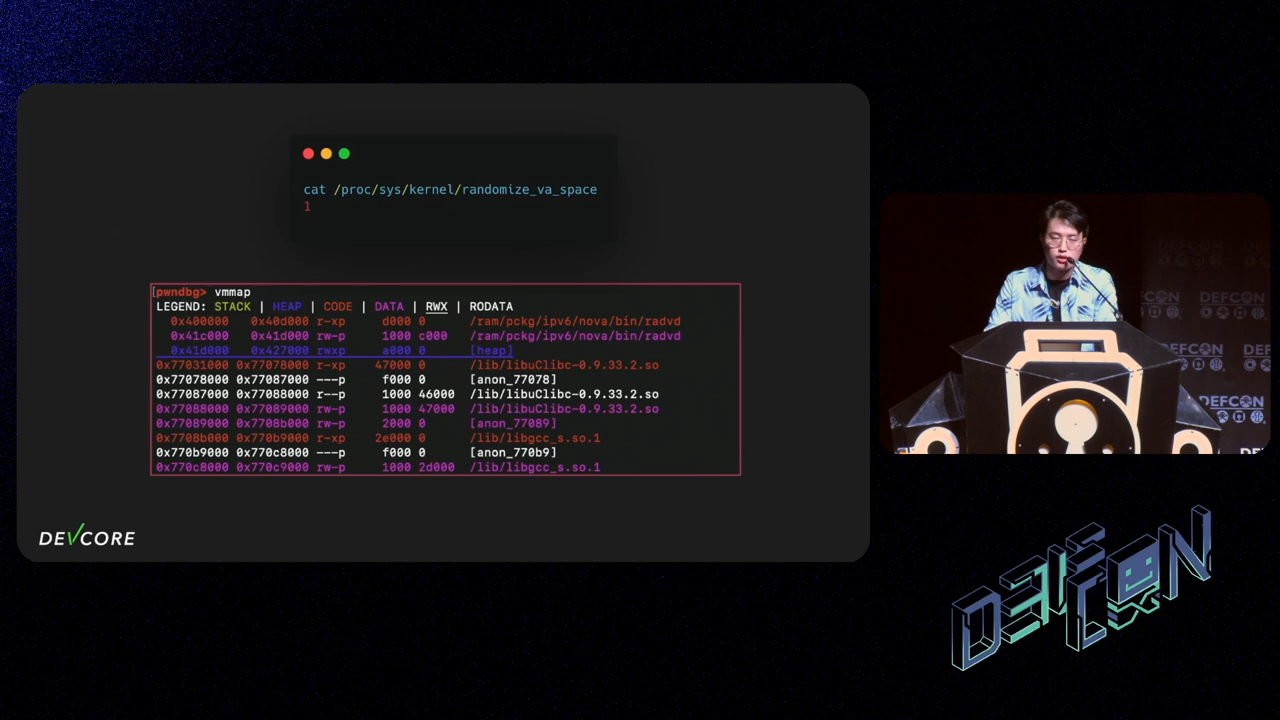 cat /proc/sys/kernel/randomize_va_space
1
[pwndbg> vmmap
LEGEND: STACK | HEAP | CODE | DATA | RWX | RODATA
0x400000 0x40d000 r-xp d000 0 /ram/pckg/ipv6/nova/bin/radvd
0x41c000 0x41d000 rw-p 1000 c000 /ram/pckg/ipv6/nova/bin/radvd
0x41d000 0x427000 rwxp a000 0 [heap]
0x77031000 0x77078000 r-xp 47000 0 /lib/libuClibc-0.9.33.2.so
0x77078000 0x77087000 ---p f000 0 [anon_77078]
0x77087000 0x77088000 r--p 1000 46000 /lib/libuClibc-0.9.33.2.so
0x77088000 0x77089000 rw-p 1000 47000 /lib/libuClibc-0.9.33.2.so
0x77089000 0x7708b000 rw-p 2000 0 [anon_77089]
0x7708b000 0x770b9000 r-xp 2e000 0 /lib/libgcc_s.so.1
0x770b9000 0x770c8000 ---p f000 0 [anon_770b9]
0x770c8000 0x770c9000 rw-p 1000 2d000 /lib/libgcc_s.so.1
DEVCORE
DEFCON
DEFCON
DEFCON
DEF CON